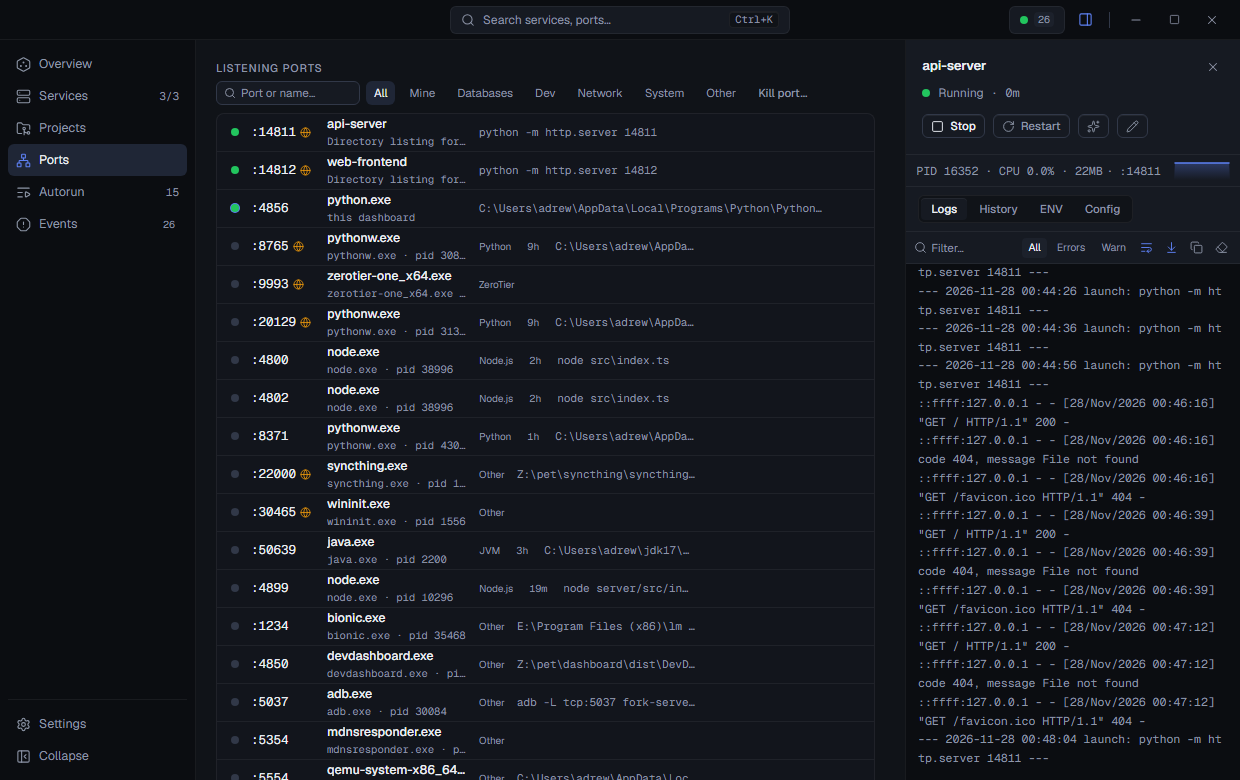 Search services, ports…
Ctrl+K
26
Overview
Services 3/3
Projects
Ports
Autorun 15
Events 26
Settings
Collapse
LISTENING PORTS
Port or name…
All Mine Databases Dev Network System Other Kill port…
:14811 api-server python -m http.server 14811
Directory listing for…
:14812 web-frontend python -m http.server 14812
Directory listing for…
:4856 python.exe C:\Users\adrew\AppData\Local\Programs\Python\Python…
this dashboard
:8765 pythonw.exe Python 9h C:\Users\adrew\AppDa…
pythonw.exe · pid 308…
:9993 zerotier-one_x64.exe ZeroTier
zerotier-one_x64.exe …
:20129 pythonw.exe Python 9h C:\Users\adrew\AppDa…
pythonw.exe · pid 313…
:4800 node.exe Node.js 2h node src\index.ts
node.exe · pid 38996
:4802 node.exe Node.js 2h node src\index.ts
node.exe · pid 38996
:8371 pythonw.exe Python 1h C:\Users\adrew\AppDa…
pythonw.exe · pid 430…
:22000 syncthing.exe Other Z:\pet\syncthing\syncthing…
syncthing.exe · pid 1…
:30465 wininit.exe Other
wininit.exe · pid 1556
:50639 java.exe JVM 3h C:\Users\adrew\jdk17\…
java.exe · pid 2200
:4899 node.exe Node.js 19m node server/src/in…
node.exe · pid 10296
:1234 bionic.exe Other E:\Program Files (x86)\lm …
bionic.exe · pid 35468
:4850 devdashboard.exe Other Z:\pet\dashboard\dist\DevD…
devdashboard.exe · pi…
:5037 adb.exe Other adb -L tcp:5037 fork-serve…
adb.exe · pid 30084
:5354 mdnsresponder.exe Other
mdnsresponder.exe · p…
:5554 qemu-system-x86_64… Other C:\Users\adrew\AppData\Loc…
api-server
Running · 0m
Stop Restart
PID 16352 · CPU 0.0% · 22MB · :14811
Logs History ENV Config
Filter… All Errors Warn
tp.server 14811 ---
--- 2026-11-28 00:44:26 launch: python -m ht
tp.server 14811 ---
--- 2026-11-28 00:44:36 launch: python -m ht
tp.server 14811 ---
--- 2026-11-28 00:44:56 launch: python -m ht
tp.server 14811 ---
::ffff:127.0.0.1 - - [28/Nov/2026 00:46:16]
"GET / HTTP/1.1" 200 -
::ffff:127.0.0.1 - - [28/Nov/2026 00:46:16]
code 404, message File not found
::ffff:127.0.0.1 - - [28/Nov/2026 00:46:16]
"GET /favicon.ico HTTP/1.1" 404 -
::ffff:127.0.0.1 - - [28/Nov/2026 00:46:39]
"GET / HTTP/1.1" 200 -
::ffff:127.0.0.1 - - [28/Nov/2026 00:46:39]
code 404, message File not found
::ffff:127.0.0.1 - - [28/Nov/2026 00:46:39]
"GET /favicon.ico HTTP/1.1" 404 -
::ffff:127.0.0.1 - - [28/Nov/2026 00:47:12]
"GET / HTTP/1.1" 200 -
::ffff:127.0.0.1 - - [28/Nov/2026 00:47:12]
code 404, message File not found
::ffff:127.0.0.1 - - [28/Nov/2026 00:47:12]
"GET /favicon.ico HTTP/1.1" 404 -
--- 2026-11-28 00:48:04 launch: python -m ht
tp.server 14811 ---